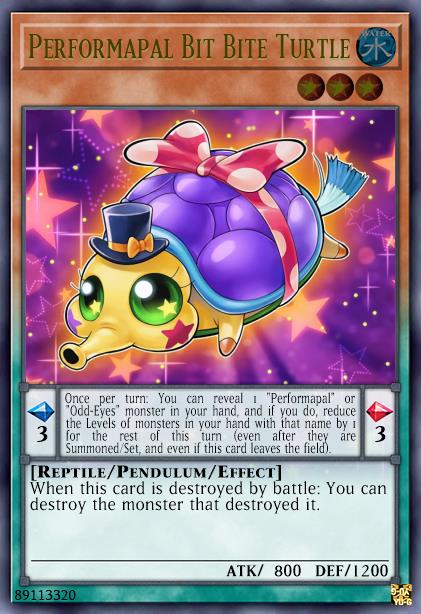 PERFORMAPAL BIT BITE TURTLE
WATER
水
Once per turn: You can reveal 1 "Performapal" or
"Odd-Eyes" monster in your hand, and if you do, reduce
the Levels of monsters in your hand with that name by 1
for the rest of this turn (even after they are
Summoned/Set, and even if this card leaves the field).
3
3
[REPTILE/PENDULUM/EFFECT]
When this card is destroyed by battle: You can
destroy the monster that destroyed it.
ATK/ 800 DEF/1200
89113320